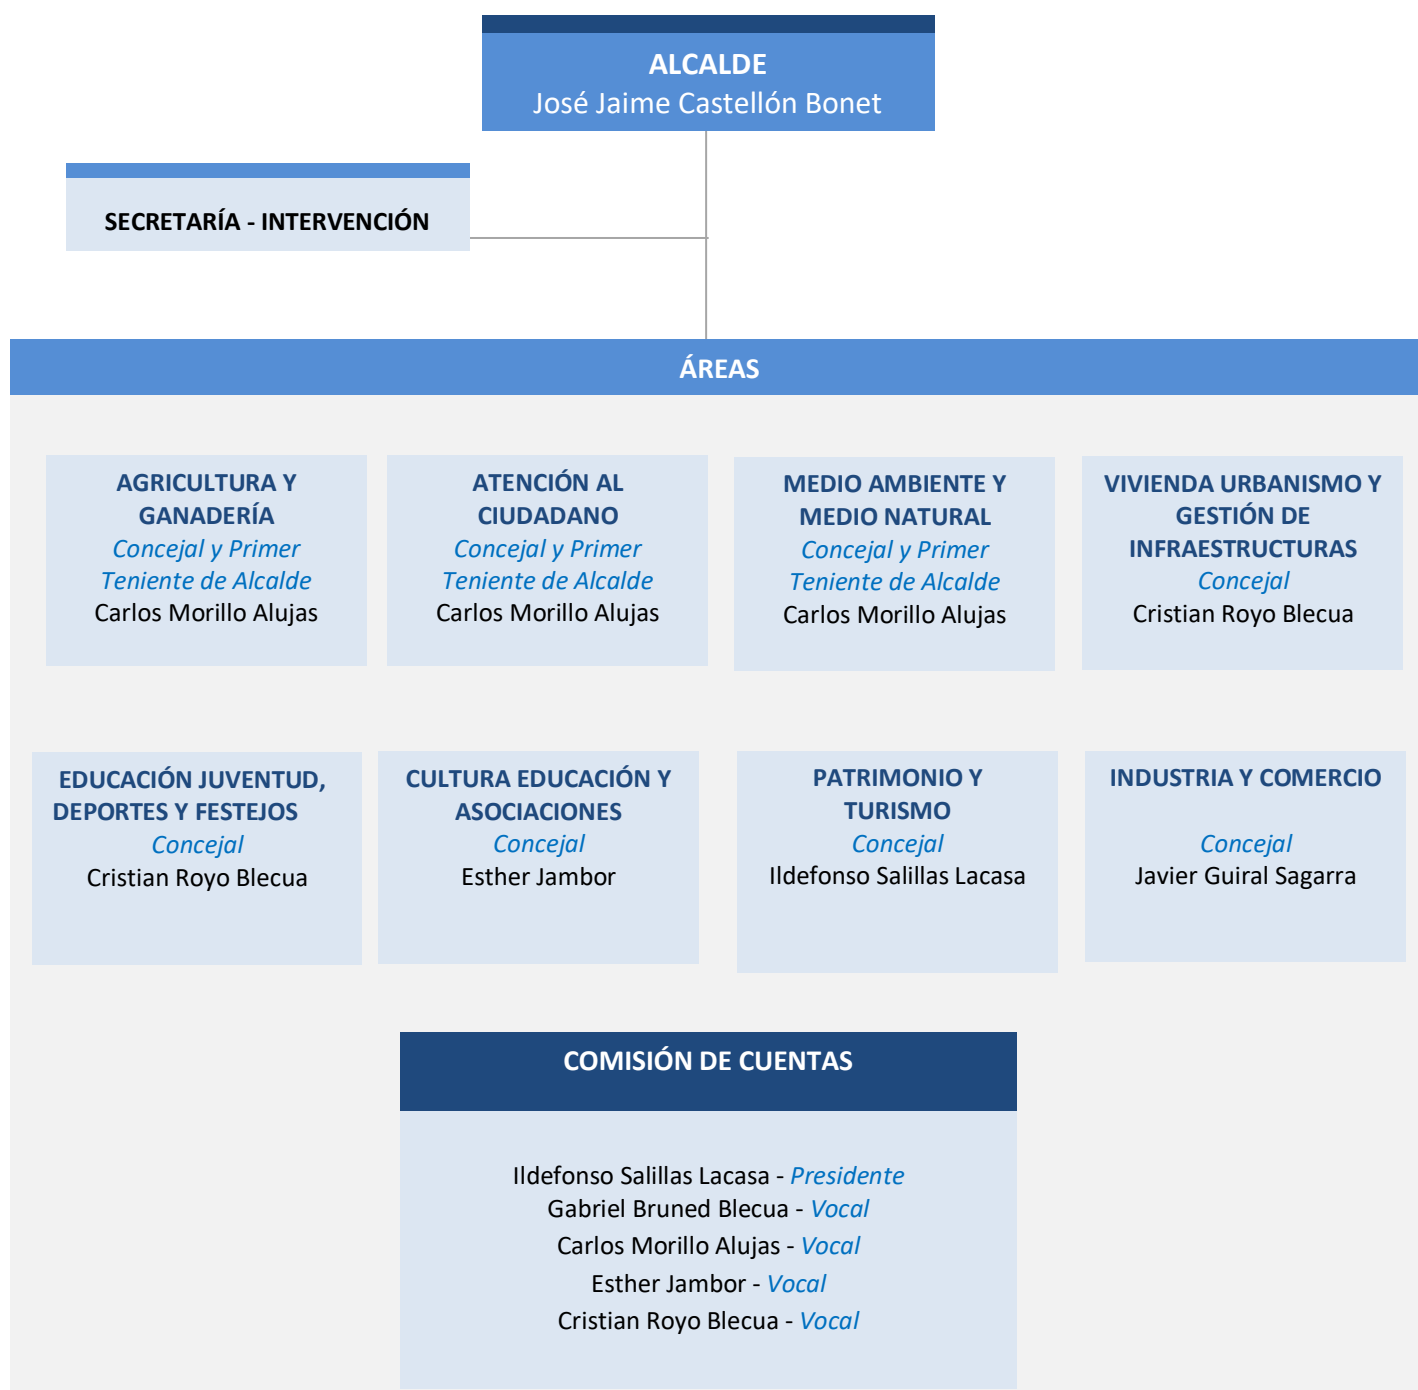 ALCALDE
José Jaime Castellón Bonet
SECRETARÍA - INTERVENCIÓN
ÁREAS
AGRICULTURA Y
GANADERÍA
Concejal y Primer
Teniente de Alcalde
Carlos Morillo Alujas
ATENCIÓN AL
CIUDADANO
Concejal y Primer
Teniente de Alcalde
Carlos Morillo Alujas
MEDIO AMBIENTE Y
MEDIO NATURAL
Concejal y Primer
Teniente de Alcalde
Carlos Morillo Alujas
VIVIENDA URBANISMO Y
GESTIÓN DE
INFRAESTRUCTURAS
Concejal
Cristian Royo Blecua
EDUCACIÓN JUVENTUD,
DEPORTES Y FESTEJOS
Concejal
Cristian Royo Blecua
CULTURA EDUCACIÓN Y
ASOCIACIONES
Concejal
Esther Jambor
PATRIMONIO Y
TURISMO
Concejal
Ildefonso Salillas Lacasa
INDUSTRIA Y COMERCIO
Concejal
Javier Guiral Sagarra
COMISIÓN DE CUENTAS
Ildefonso Salillas Lacasa - Presidente
Gabriel Bruned Blecua - Vocal
Carlos Morillo Alujas - Vocal
Esther Jambor - Vocal
Cristian Royo Blecua - Vocal